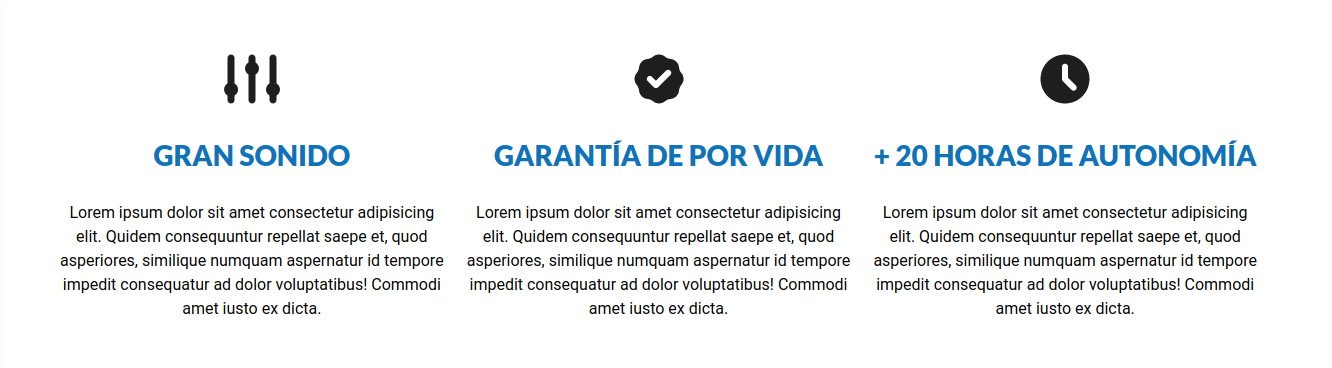 GRAN SONIDO
Lorem ipsum dolor sit amet consectetur adipisicing
elit. Quidem consequuntur repellat saepe et, quod
asperiores, similique numquam aspernatur id tempore
impedit consequatur ad dolor voluptatibus! Commodi
amet iusto ex dicta.
GARANTÍA DE POR VIDA
Lorem ipsum dolor sit amet consectetur adipisicing
elit. Quidem consequuntur repellat saepe et, quod
asperiores, similique numquam aspernatur id tempore
impedit consequatur ad dolor voluptatibus! Commodi
amet iusto ex dicta.
+ 20 HORAS DE AUTONOMÍA
Lorem ipsum dolor sit amet consectetur adipisicing
elit. Quidem consequuntur repellat saepe et, quod
asperiores, similique numquam aspernatur id tempore
impedit consequatur ad dolor voluptatibus! Commodi
amet iusto ex dicta.